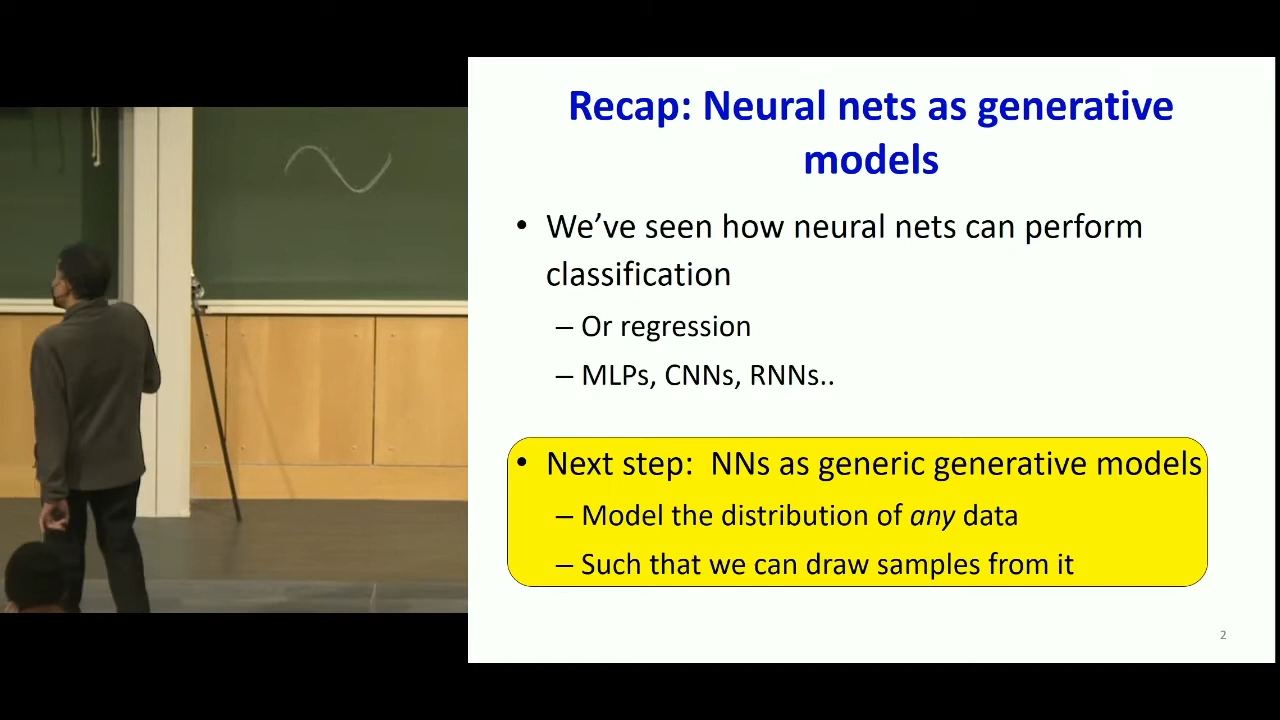 Recap: Neural nets as generative
models
• We’ve seen how neural nets can perform
classification
– Or regression
– MLPs, CNNs, RNNs..
• Next step:  NNs as generic generative models
– Model the distribution of any data
– Such that we can draw samples from it
2